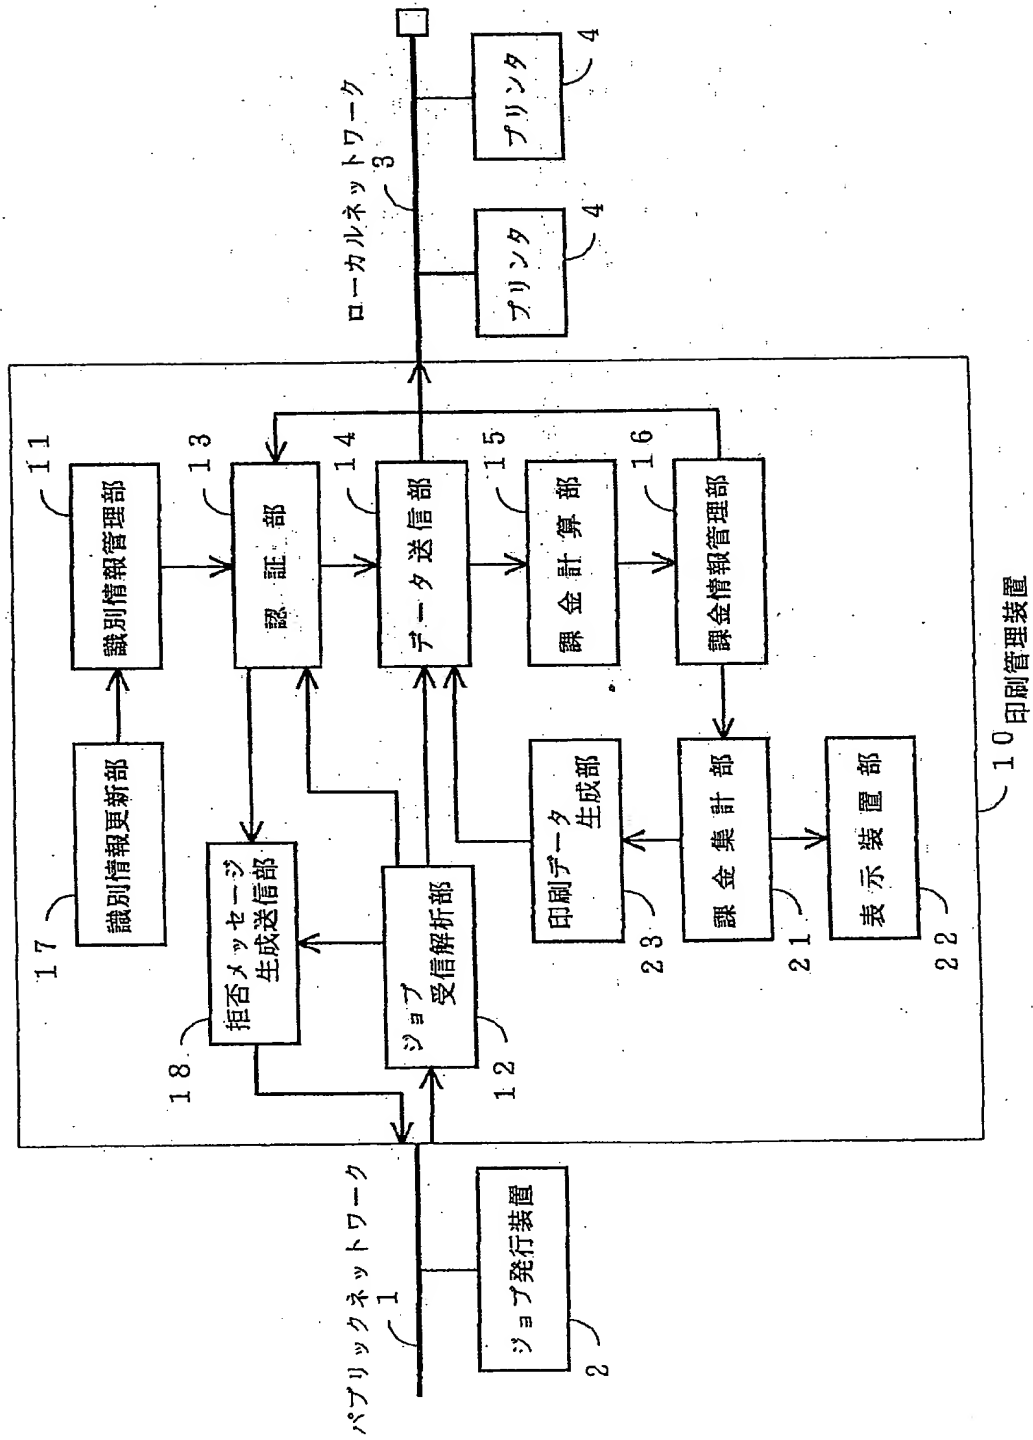 パブリックネットワーク
1
ジョブ発行装置
2
17
識別情報更新部
識別情報管理部
11
18
拒否メッセージ
生成送信部
認証部
13
ジョブ
受信解析部
12
データ送信部
14
印刷データ
生成部
23
課金計算部
15
課金集計部
21
課金情報管理部
16
表示装置部
22
10
印刷管理装置
ローカルネットワーク
3
プリンタ
4
プリンタ
4